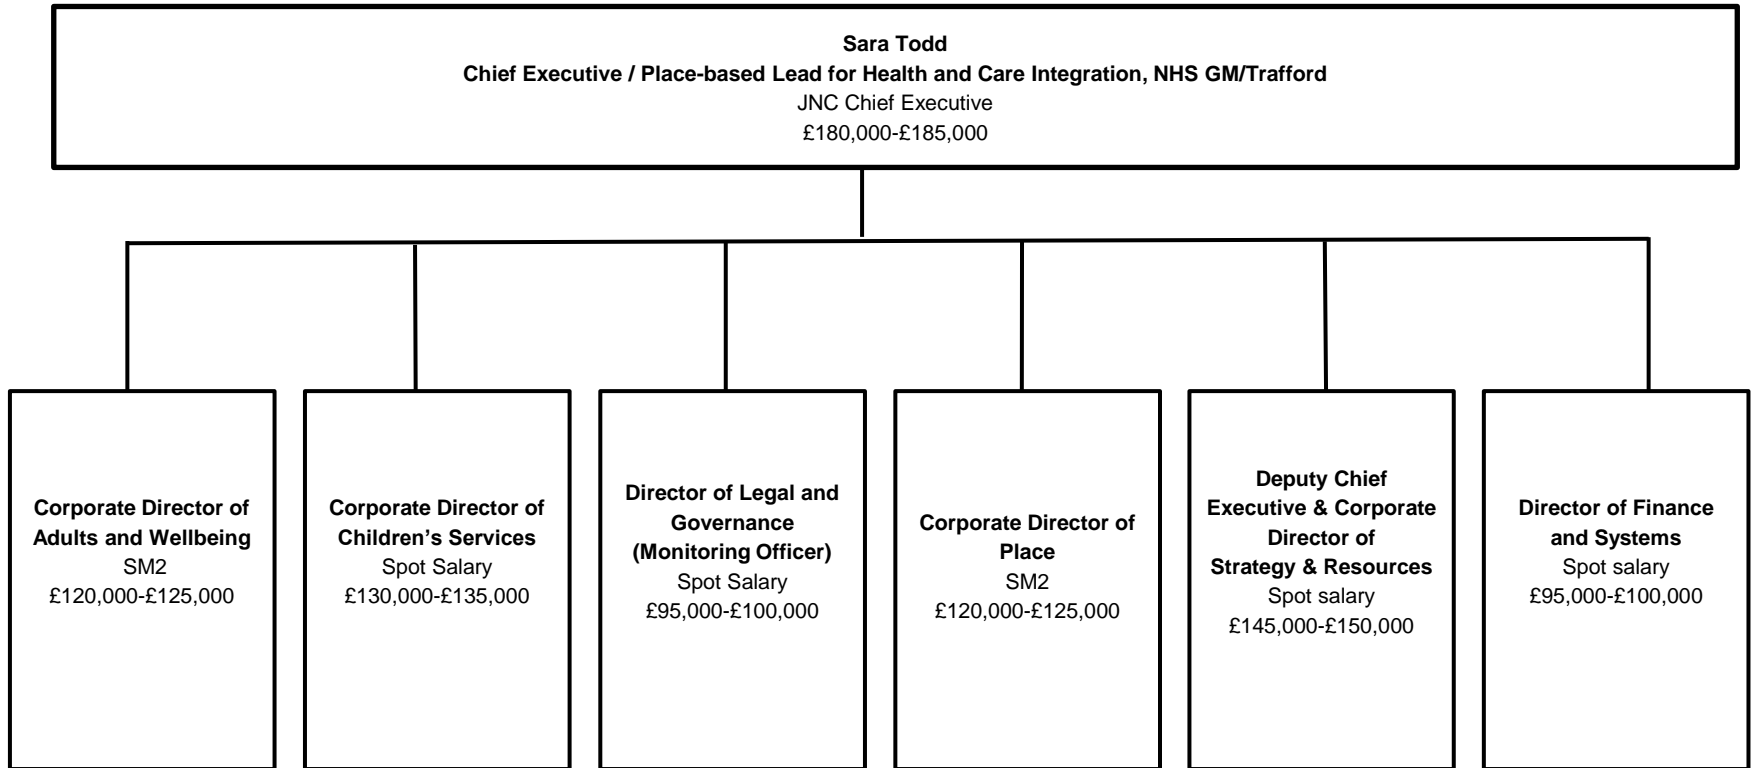 Sara Todd
Chief Executive / Place-based Lead for Health and Care Integration, NHS GM/Trafford
JNC Chief Executive
£180,000-£185,000
Corporate Director of
Adults and Wellbeing
SM2
£120,000-£125,000
Corporate Director of
Children’s Services
Spot Salary
£130,000-£135,000
Director of Legal and
Governance
(Monitoring Officer)
Spot Salary
£95,000-£100,000
Corporate Director of
Place
SM2
£120,000-£125,000
Deputy Chief
Executive & Corporate
Director of
Strategy & Resources
Spot salary
£145,000-£150,000
Director of Finance
and Systems
Spot salary
£95,000-£100,000